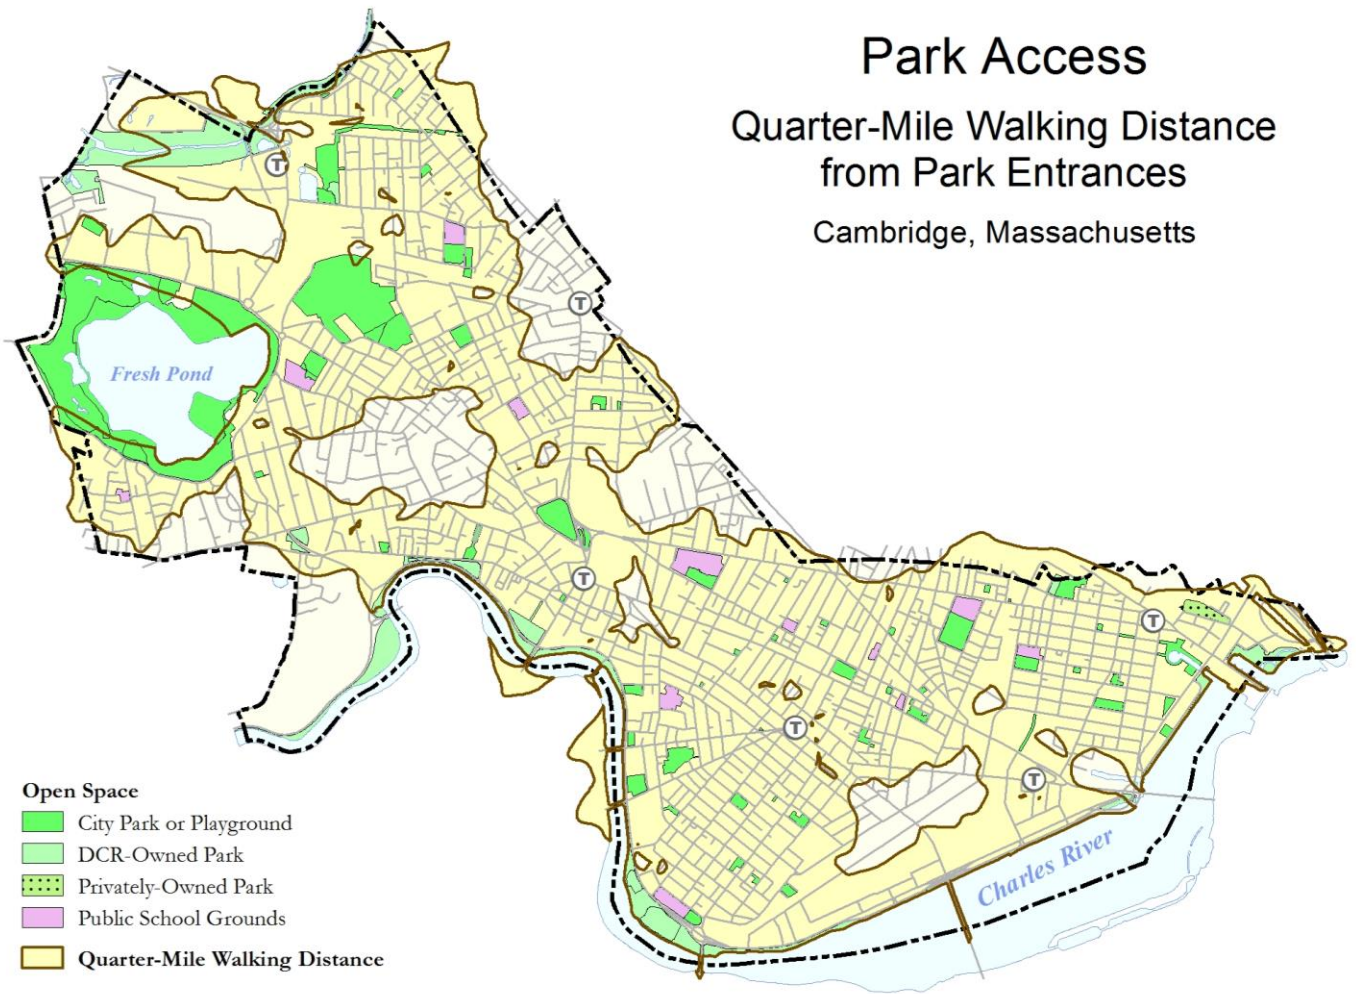 Park Access
Quarter-Mile Walking Distance
from Park Entrances
Cambridge, Massachusetts
T
T
Fresh Pond
T
T
T
T
Charles River
Open Space
City Park or Playground
DCR-Owned Park
Privately-Owned Park
Public School Grounds
Quarter-Mile Walking Distance